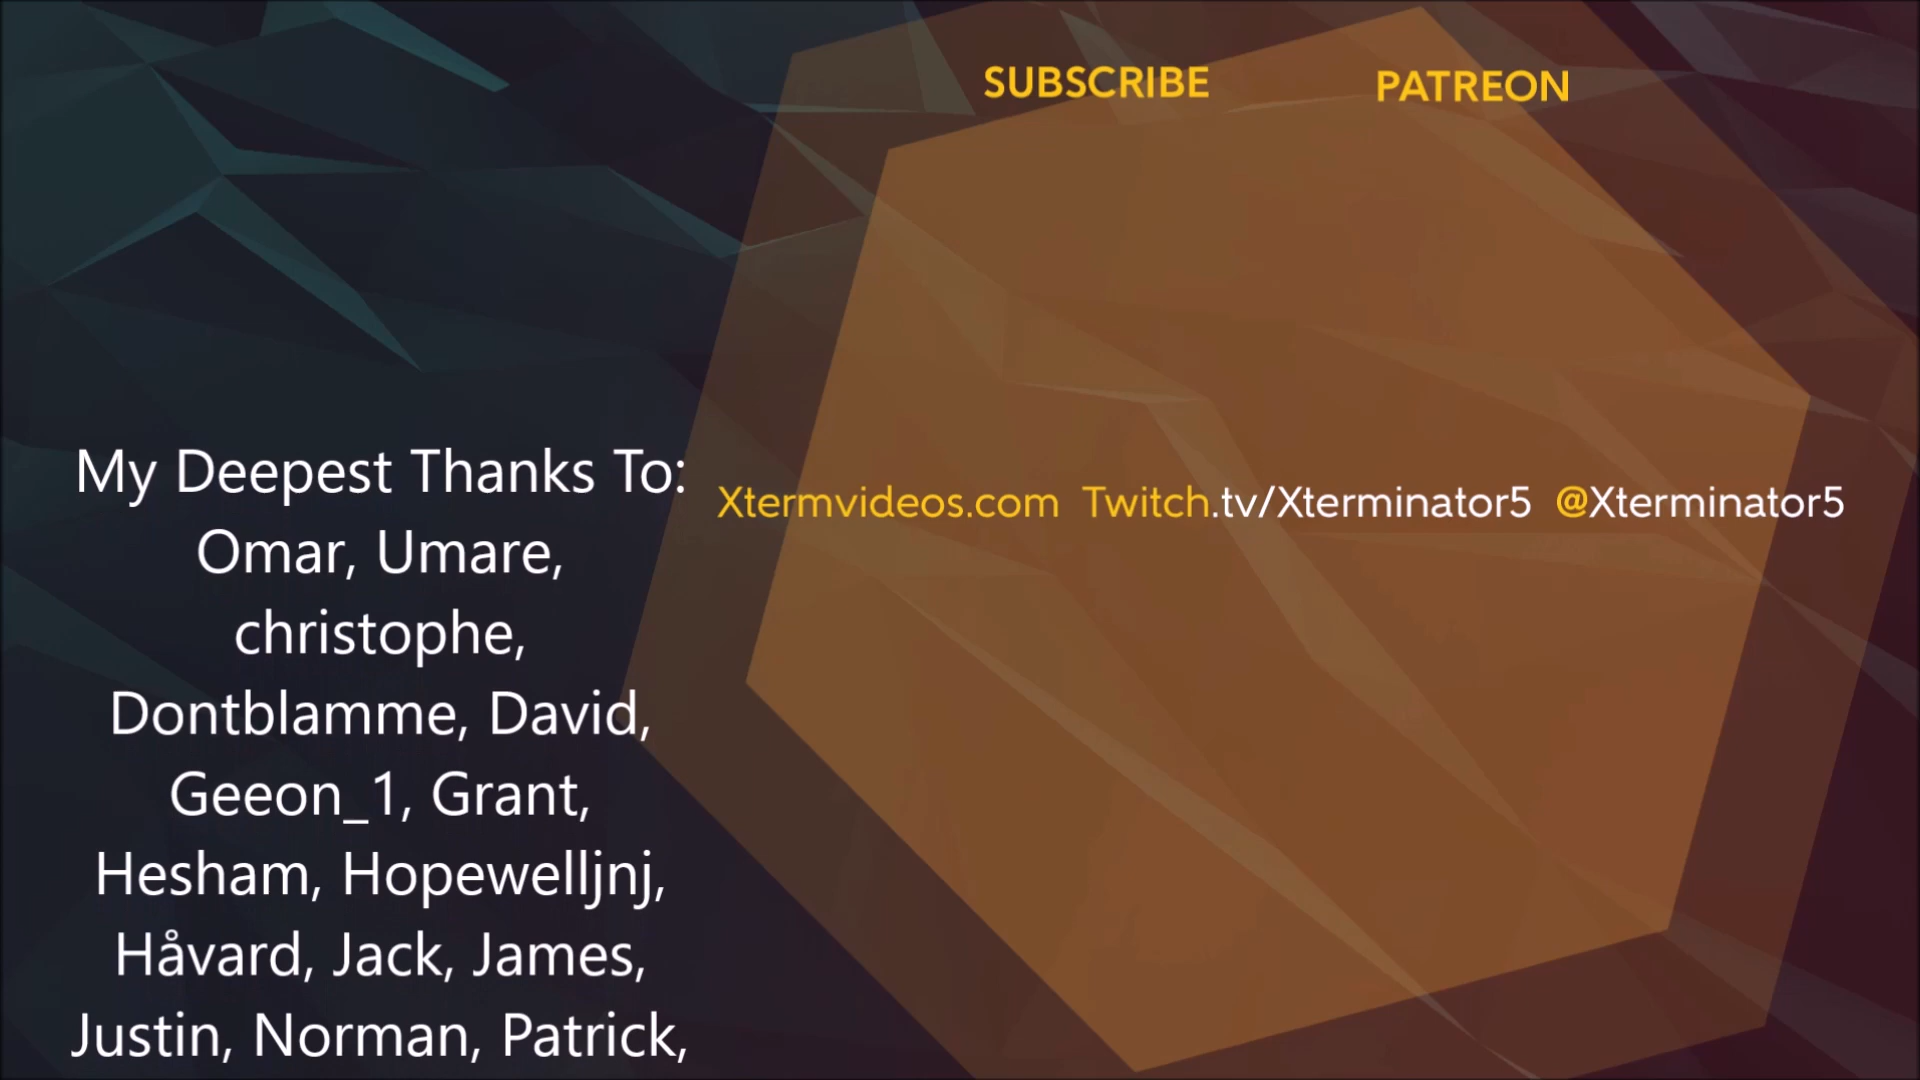 SUBSCRIBE
PATREON
My Deepest Thanks To:
Omar, Umare,
christophe,
Dontblamme, David,
Geeon_1, Grant,
Hesham, Hopewelljnj,
Håvard, Jack, James,
Justin, Norman, Patrick,
Xtermvideos.com Twitch.tv/Xterminator5 @Xterminator5